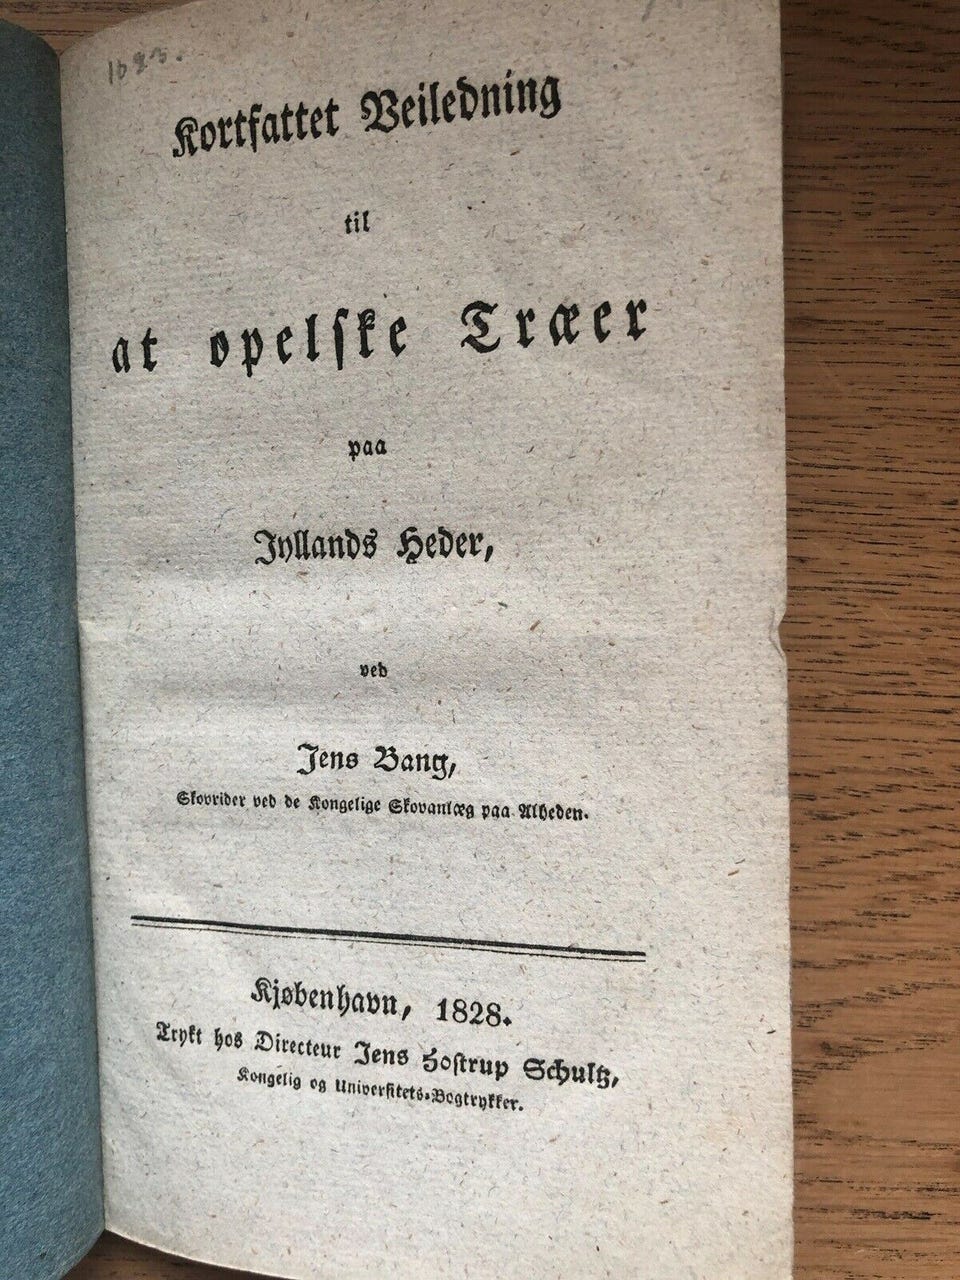 1623.
Kortfattet Veiledning
til
at opelske Træer
paa
Jyllands Heder,
ved
Jens Bang,
Skovrider ved de Kongelige Skovanlæg paa Alheden.
Kjøbenhavn, 1828.
Trykt hos Directeur Jens Hostrup Schultz,
Kongelig og Universitets-Bogtrykker.